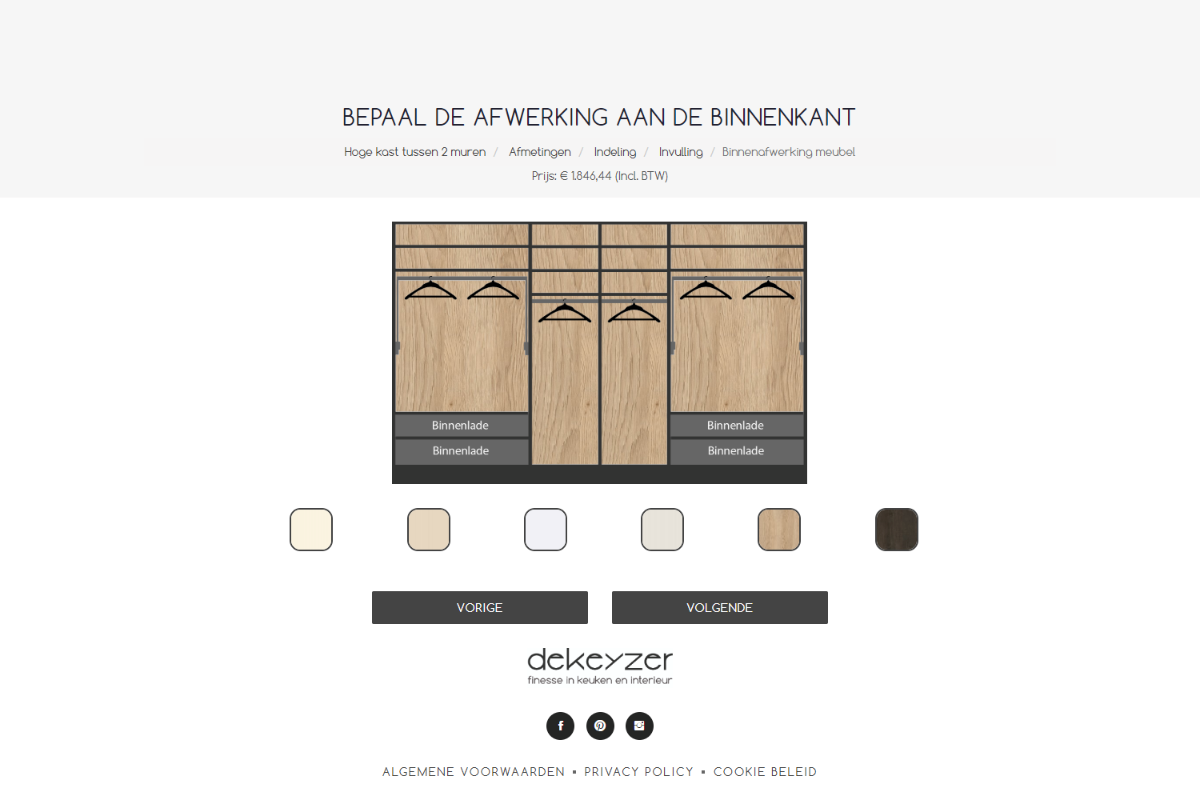 BEPAAL DE AFWERKING AAN DE BINNENKANT
Hoge kast tussen 2 muren / Afmetingen / Indeling / Invulling / Binnenafwerking meubel
Prijs: € 1.846,44 (Incl. BTW)
Binnenlade Binnenlade
Binnenlade Binnenlade
VORIGE VOLGENDE
dekeyzer
finesse in keuken en interieur
ALGEMENE VOORWAARDEN ▪ PRIVACY POLICY ▪ COOKIE BELEID